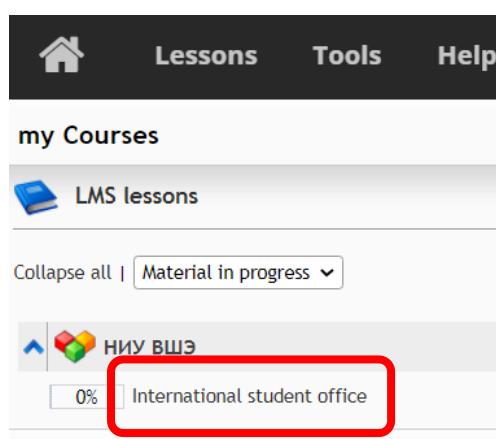 Lessons Tools Help
my Courses
LMS lessons
Collapse all | Material in progress
НИУ ВШЭ
0% International student office